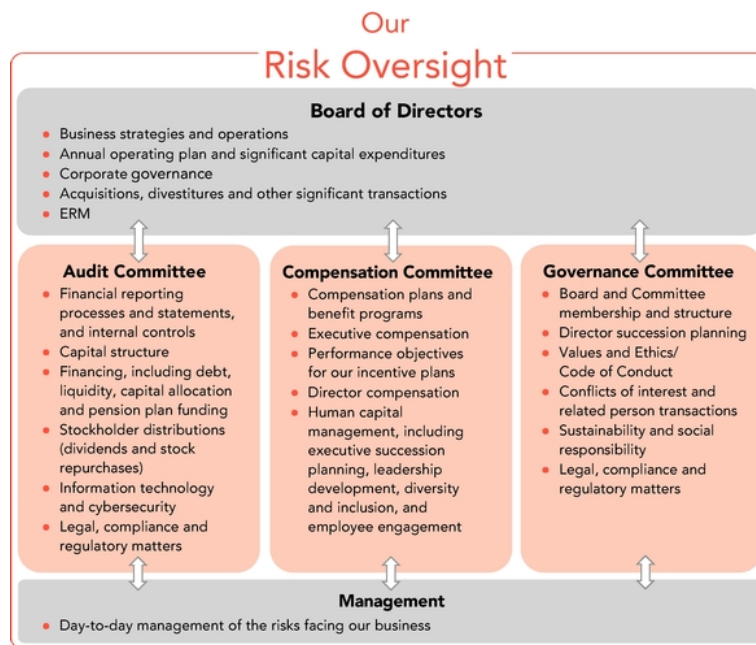 Our
Risk Oversight
Board of Directors
• Business strategies and operations
• Annual operating plan and significant capital expenditures
• Corporate governance
• Acquisitions, divestitures and other significant transactions
• ERM
Audit Committee
• Financial reporting
processes and statements,
and internal controls
• Capital structure
• Financing, including debt,
liquidity, capital allocation
and pension plan funding
• Stockholder distributions
(dividends and stock
repurchases)
• Information technology
and cybersecurity
• Legal, compliance and
regulatory matters
Compensation Committee
• Compensation plans and
benefit programs
• Executive compensation
• Performance objectives
for our incentive plans
• Director compensation
• Human capital
management, including
executive succession
planning, leadership
development, diversity
and inclusion, and
employee engagement
Governance Committee
• Board and Committee
membership and structure
• Director succession planning
• Values and Ethics/
Code of Conduct
• Conflicts of interest and
related person transactions
• Sustainability and social
responsibility
• Legal, compliance and
regulatory matters
Management
• Day-to-day management of the risks facing our business